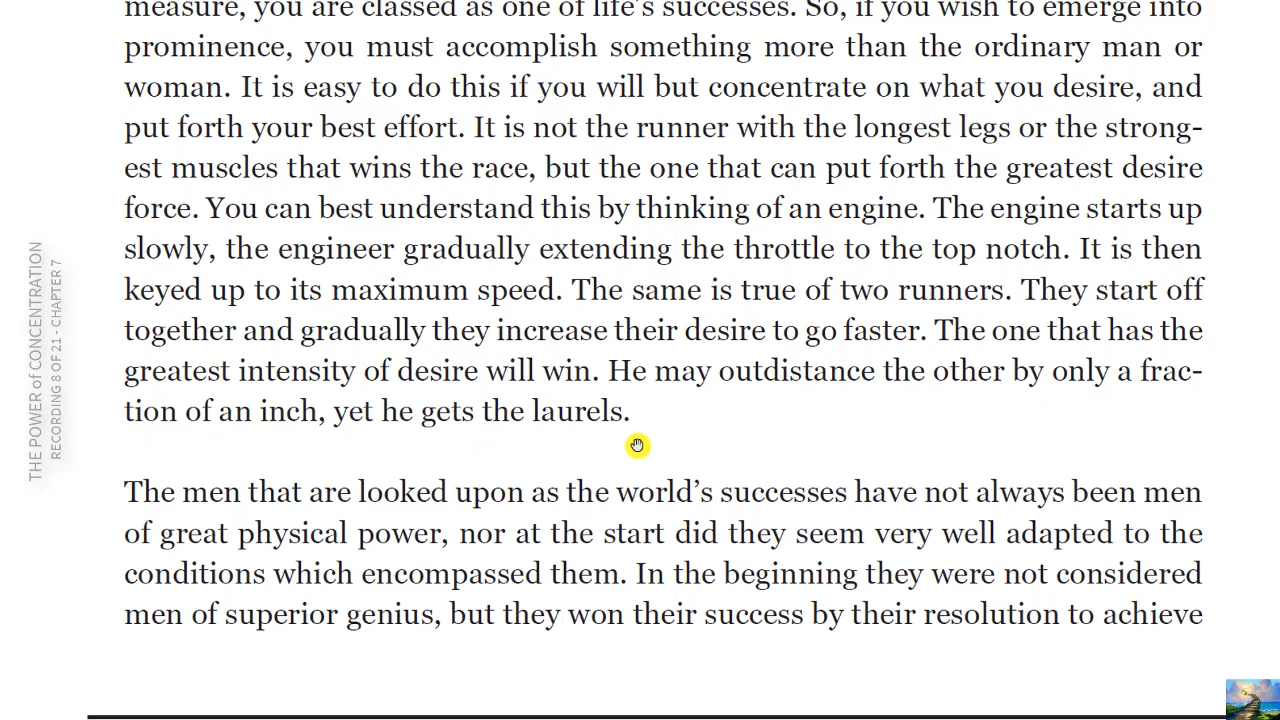 measure, you are classed as one of life's successes. So, if you wish to emerge into
prominence, you must accomplish something more than the ordinary man or
woman. It is easy to do this if you will but concentrate on what you desire, and
put forth your best effort. It is not the runner with the longest legs or the strong-
est muscles that wins the race, but the one that can put forth the greatest desire
force. You can best understand this by thinking of an engine. The engine starts up
slowly, the engineer gradually extending the throttle to the top notch. It is then
keyed up to its maximum speed. The same is true of two runners. They start off
together and gradually they increase their desire to go faster. The one that has the
greatest intensity of desire will win. He may outdistance the other by only a frac-
tion of an inch, yet he gets the laurels.
The men that are looked upon as the world's successes have not always been men
of great physical power, nor at the start did they seem very well adapted to the
conditions which encompassed them. In the beginning they were not considered
men of superior genius, but they won their success by their resolution to achieve
THE POWER of CONCENTRATION
RECORDING 8 OF 21 - CHAPTER 7